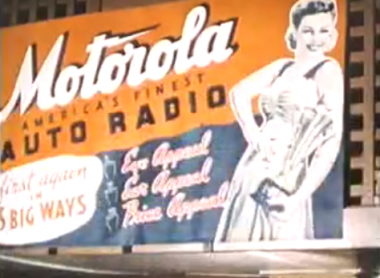 Motorola
AMERICA'S FINEST
AUTO RADIO
first again
IN
3 BIG WAYS
Eye Appeal
Ear Appeal
Price Appeal